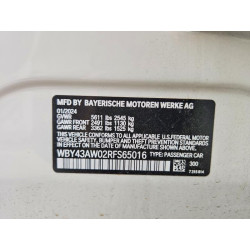 MFD BY BAYERISCHE MOTOREN WERKE AG
01/2024
GVWR 5611 lbs 2545 kg
GAWR FRONT 2491 lbs 1130 kg
GAWR REAR 3362 lbs 1525 kg
THIS VEHICLE CONFORMS TO ALL APPLICABLE
U.S. FEDERAL MOTOR VEHICLE SAFETY, BUMPER,
AND THEFT PREVENTION STANDARDS IN EFFECT
ON THE DATE OF MANUFACTURE SHOWN ABOVE.
WBY43AW02RFS65016 TYPE: PASSENGER CAR
300